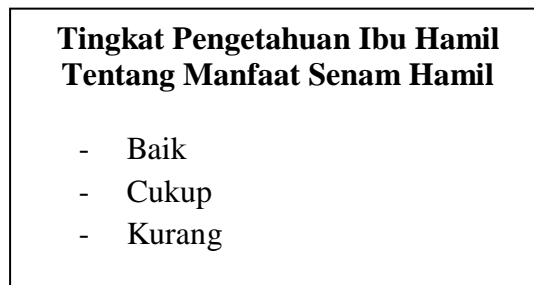 Tingkat Pengetahuan Ibu Hamil
Tentang Manfaat Senam Hamil
- Baik
- Cukup
- Kurang